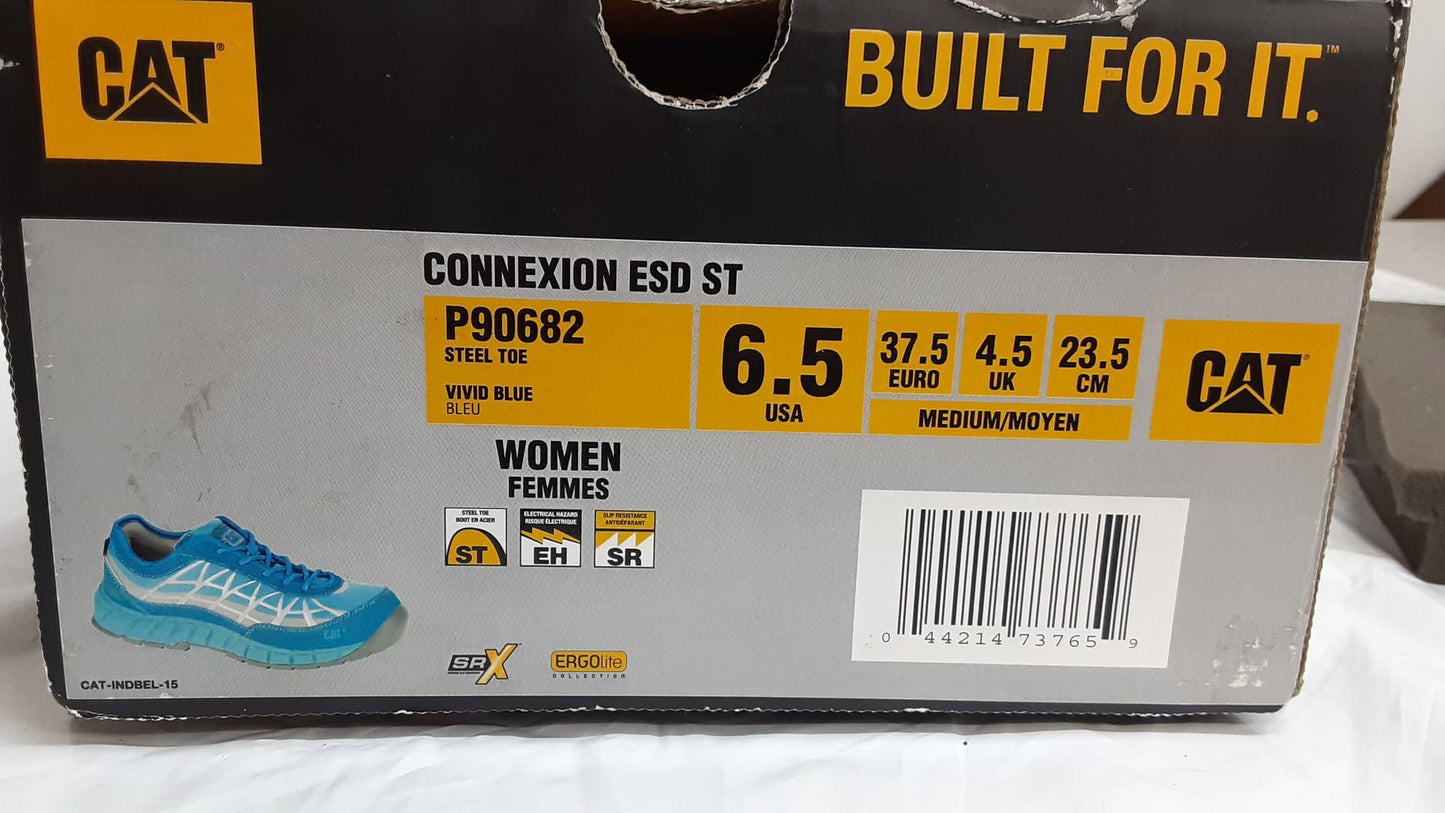 CAT®
BUILT FOR IT.™
CONNEXION ESD ST
P90682
STEEL TOE
VIVID BLUE
BLEU
6.5
USA
37.5
EURO
4.5
UK
23.5
CM
MEDIUM/MOYEN
CAT®
WOMEN
FEMMES
STEEL TOE
BOUT EN ACIER
ST
ELECTRICAL HAZARD
RISQUE ÉLECTRIQUE
EH
SLIP RESISTANCE
ANTIDÉRAPANT
SR
SRX
ERGOlite
COLLECTION
0 44214 73765 9
CAT-INDBEL-15